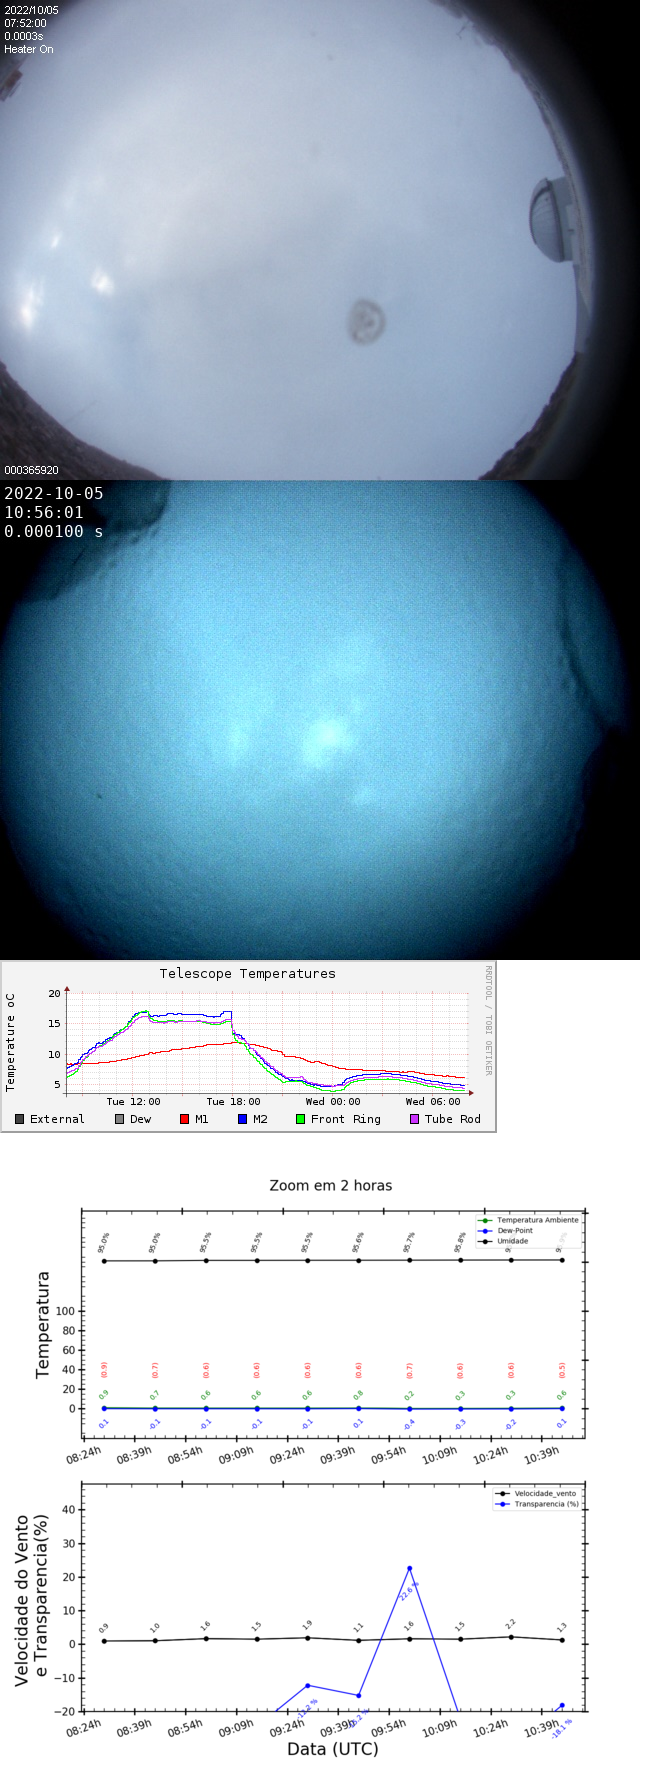 2022/10/05
07:52:00
0.0003s
Heater On
000365920
2022-10-05
10:56:01
0.000100 s
Telescope Temperatures
RRDTOOL / TOBI OETIKER
Temperature oC
20
15
10
5
Tue 12:00 Tue 18:00 Wed 00:00 Wed 06:00
External Dew M1 M2 Front Ring Tube Rod
Zoom em 2 horas
Temperatura Ambiente
Dew-Point
Umidade
95.0% 95.0% 95.5% 95.5% 95.5% 95.6% 95.7% 95.8%
Temperatura
100
80
60
40
20
0
(0.9) (0.7) (0.6) (0.6) (0.6) (0.6) (0.7) (0.6) (0.6) (0.5)
0.9 0.7 0.6 0.6 0.6 0.8 0.2 0.3 0.3 0.6
0.1 -0.1 -0.1 -0.1 -0.1 0.1 -0.4 -0.3 -0.2 0.1
08:24h 08:39h 08:54h 09:09h 09:24h 09:39h 09:54h 10:09h 10:24h 10:39h
Velocidade_vento
Transparencia (%)
Velocidade do Vento
e Transparencia(%)
40
30
20
10
0
−10
−20
22.6 %
0.9 1.0 1.6 1.5 1.9 1.1 1.6 1.5 2.2 1.3
-18.1 %
08:24h 08:39h 08:54h 09:09h 09:24h 09:39h 09:54h 10:09h 10:24h 10:39h
Data (UTC)